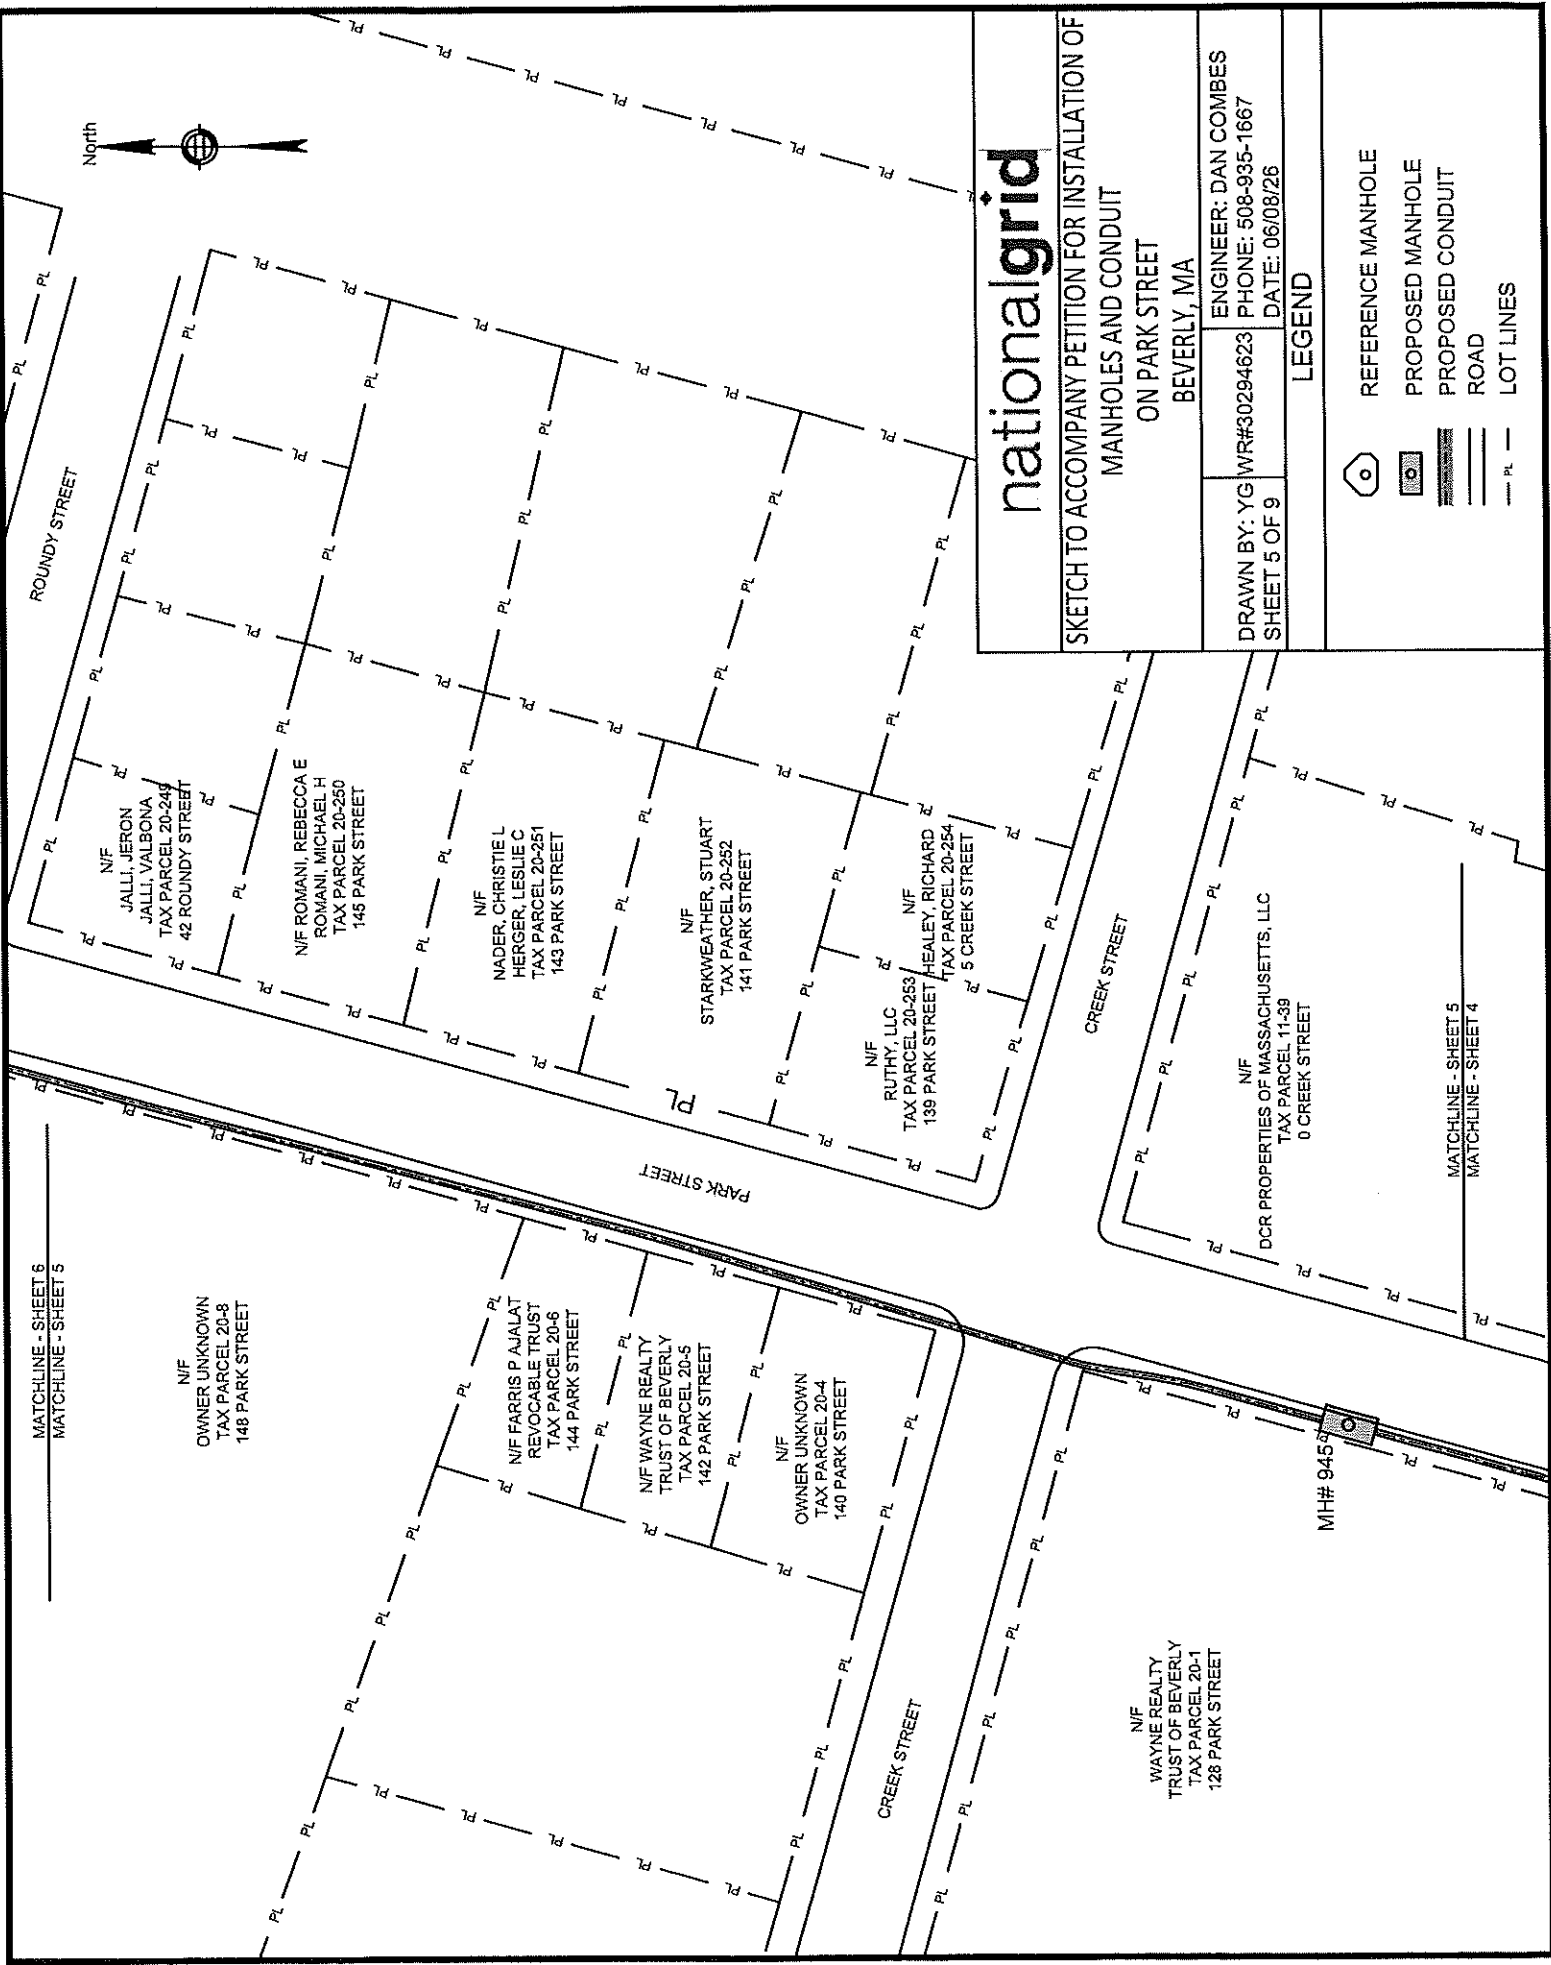 MATCHLINE - SHEET 6
MATCHLINE - SHEET 5
N/F
OWNER UNKNOWN
TAX PARCEL 20-8
148 PARK STREET
N/F FARRIS P AJALAT
REVOCABLE TRUST
TAX PARCEL 20-6
144 PARK STREET
N/F WAYNE REALTY
TRUST OF BEVERLY
TAX PARCEL 20-5
142 PARK STREET
N/F
OWNER UNKNOWN
TAX PARCEL 20-4
140 PARK STREET
CREEK STREET
N/F
WAYNE REALTY
TRUST OF BEVERLY
TAX PARCEL 20-1
128 PARK STREET
MH# 945
PARK STREET
PL
ROUNDY STREET
North
N/F
JALLI, JERON
JALLI, VALBONA
TAX PARCEL 20-249
42 ROUNDY STREET
N/F ROMANI, REBECCA E
ROMANI, MICHAEL H
TAX PARCEL 20-250
145 PARK STREET
N/F
NADER, CHRISTIE L
HERGER, LESLIE C
TAX PARCEL 20-251
143 PARK STREET
N/F
STARKWEATHER, STUART
TAX PARCEL 20-252
141 PARK STREET
N/F
RUTHY, LLC
TAX PARCEL 20-253
139 PARK STREET
N/F
HEALEY, RICHARD
TAX PARCEL 20-254
5 CREEK STREET
CREEK STREET
N/F
DCR PROPERTIES OF MASSACHUSETTS, LLC
TAX PARCEL 11-39
0 CREEK STREET
MATCHLINE - SHEET 5
MATCHLINE - SHEET 4
nationalgrid
SKETCH TO ACCOMPANY PETITION FOR INSTALLATION OF
MANHOLES AND CONDUIT
ON PARK STREET
BEVERLY, MA
DRAWN BY: YG
SHEET 5 OF 9
WR#30294623
ENGINEER: DAN COMBES
PHONE: 508-935-1667
DATE: 06/08/26
LEGEND
REFERENCE MANHOLE
PROPOSED MANHOLE
PROPOSED CONDUIT
ROAD
PL LOT LINES